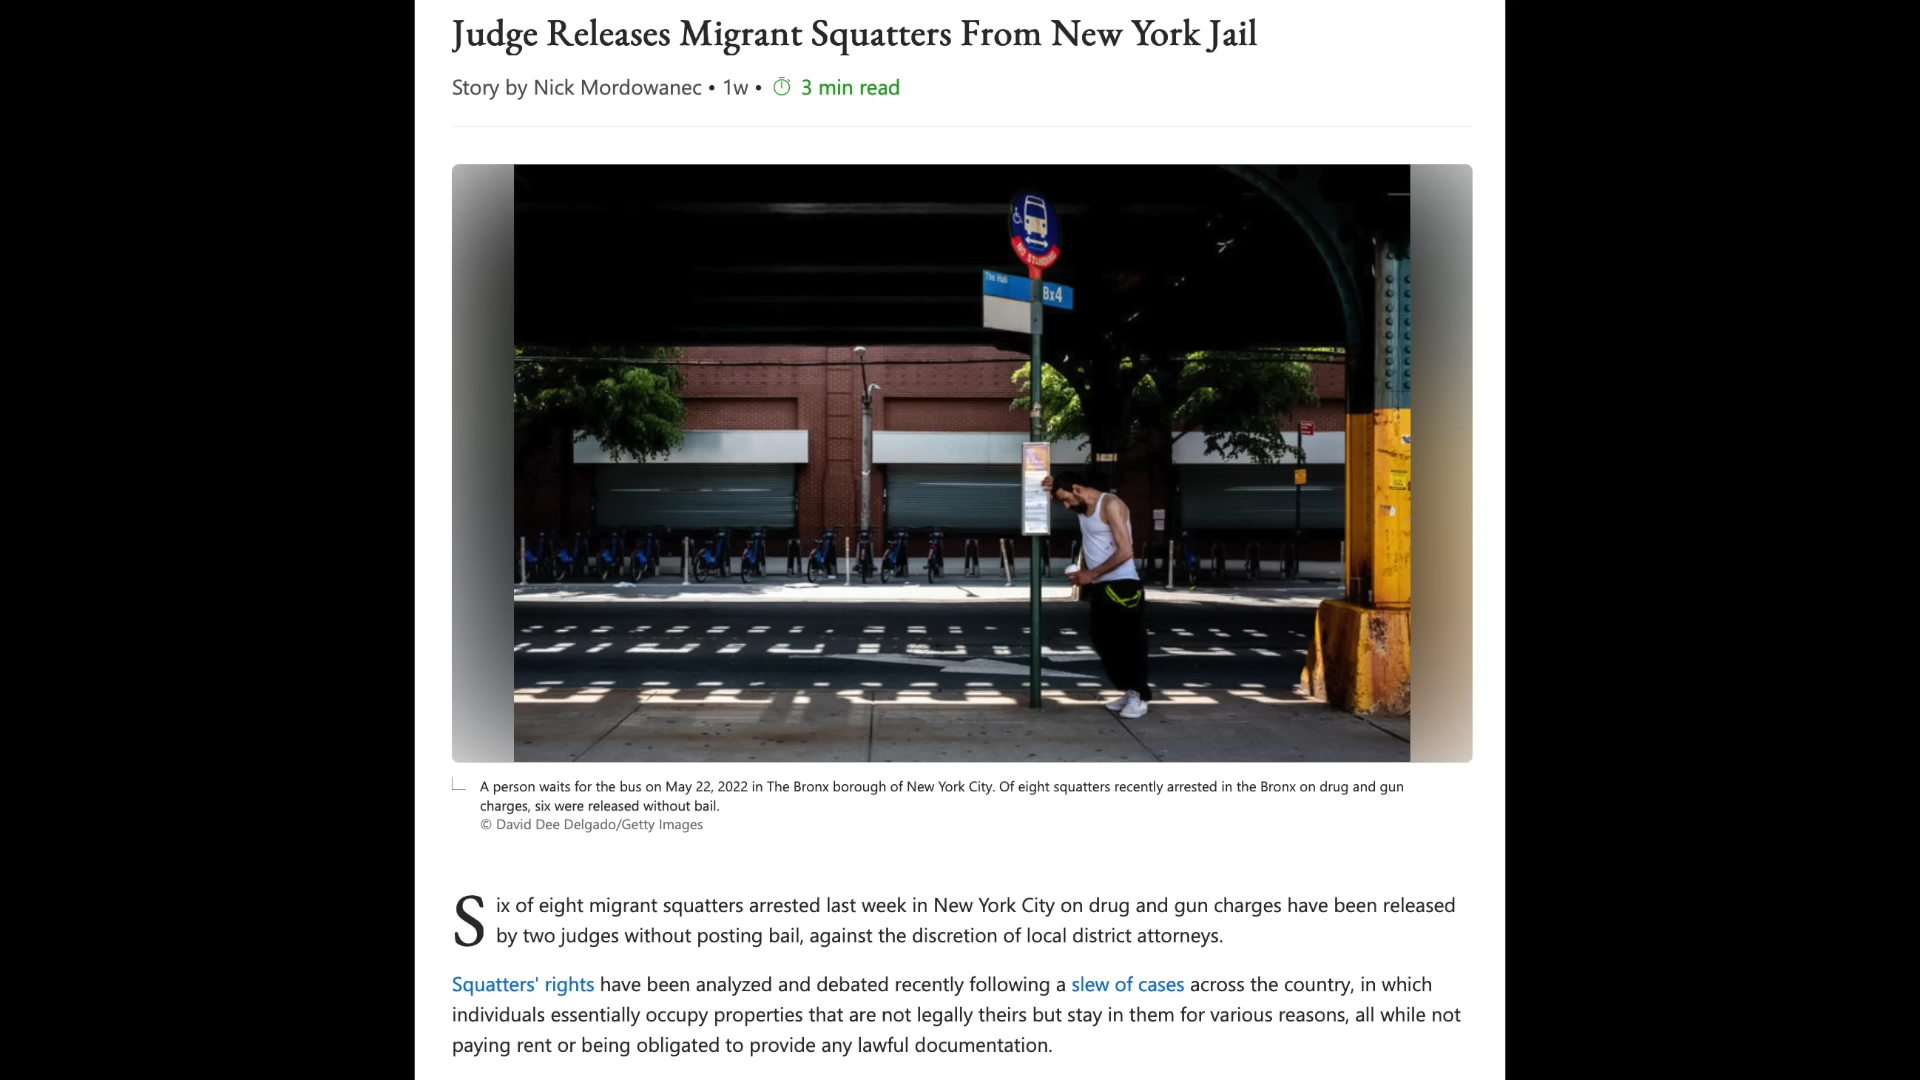 Judge Releases Migrant Squatters From New York Jail
Story by Nick Mordowanec • 1w • 3 min read
NO STANDING
The Hub
Bx4
A person waits for the bus on May 22, 2022 in The Bronx borough of New York City. Of eight squatters recently arrested in the Bronx on drug and gun
charges, six were released without bail.
© David Dee Delgado/Getty Images
Six of eight migrant squatters arrested last week in New York City on drug and gun charges have been released
by two judges without posting bail, against the discretion of local district attorneys.
Squatters' rights have been analyzed and debated recently following a slew of cases across the country, in which
individuals essentially occupy properties that are not legally theirs but stay in them for various reasons, all while not
paying rent or being obligated to provide any lawful documentation.